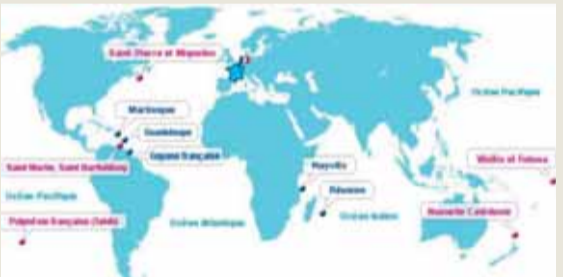 Saint Pierre et Miquelon
Martinique
Guadeloupe
Guyane française
Saint Martin, Saint Barthélemy
Océan Pacifique
Polynésie française (Tahiti)
Océan Atlantique
Mayotte
Réunion
Océan Indien
Océan Pacifique
Wallis et Futuna
Nouvelle Calédonie